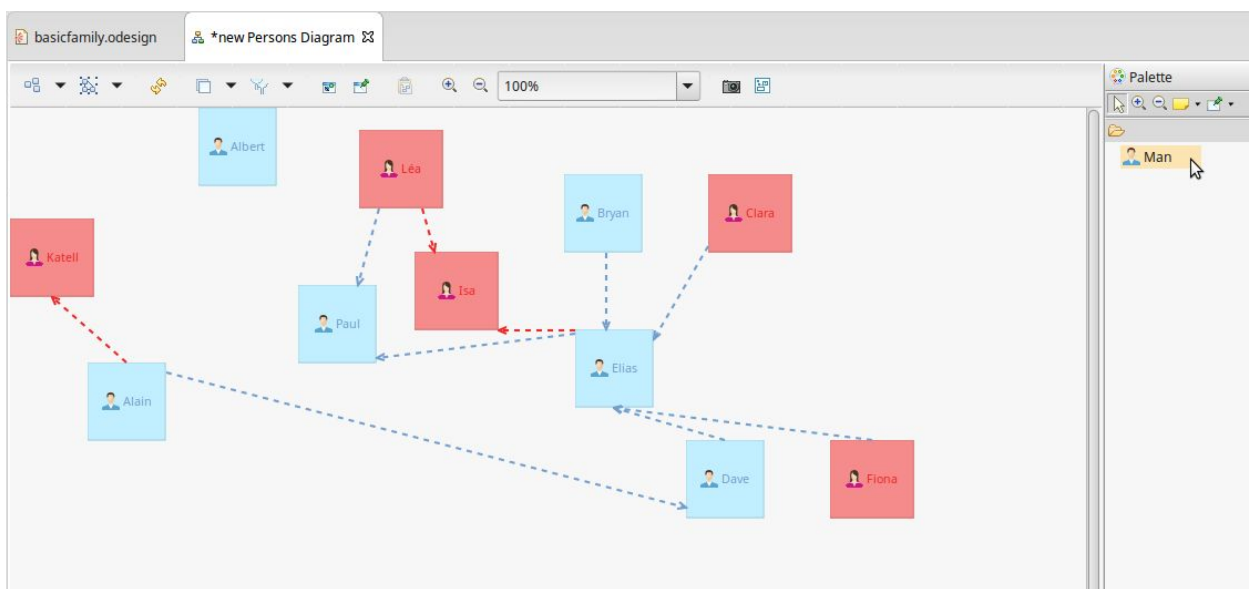 basicfamily.odesign
*new Persons Diagram
100%
Palette
Man
Albert
Léa
Bryan
Clara
Katell
Isa
Paul
Elias
Alain
Dave
Fiona